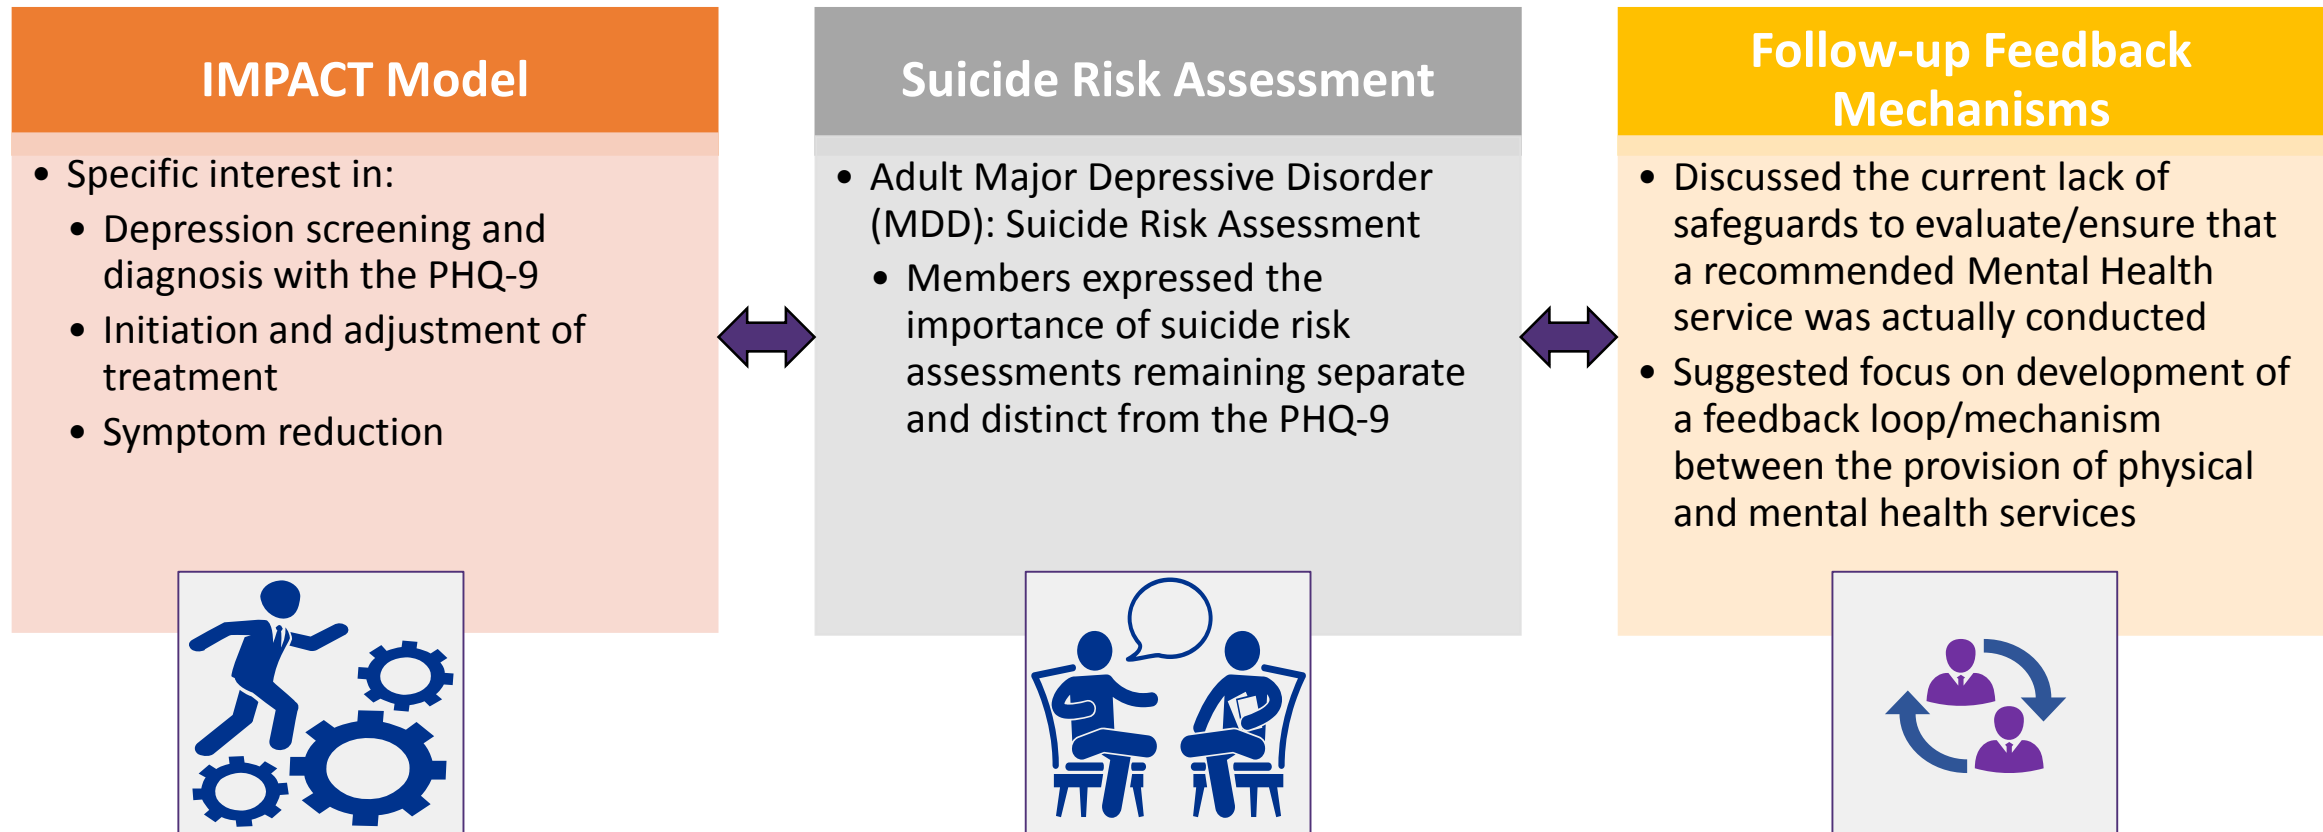 IMPACT Model
• Specific interest in:
• Depression screening and
diagnosis with the PHQ-9
• Initiation and adjustment of
treatment
• Symptom reduction
Suicide Risk Assessment
• Adult Major Depressive Disorder
(MDD): Suicide Risk Assessment
• Members expressed the
importance of suicide risk
assessments remaining separate
and distinct from the PHQ-9
Follow-up Feedback
Mechanisms
• Discussed the current lack of
safeguards to evaluate/ensure that
a recommended Mental Health
service was actually conducted
• Suggested focus on development of
a feedback loop/mechanism
between the provision of physical
and mental health services